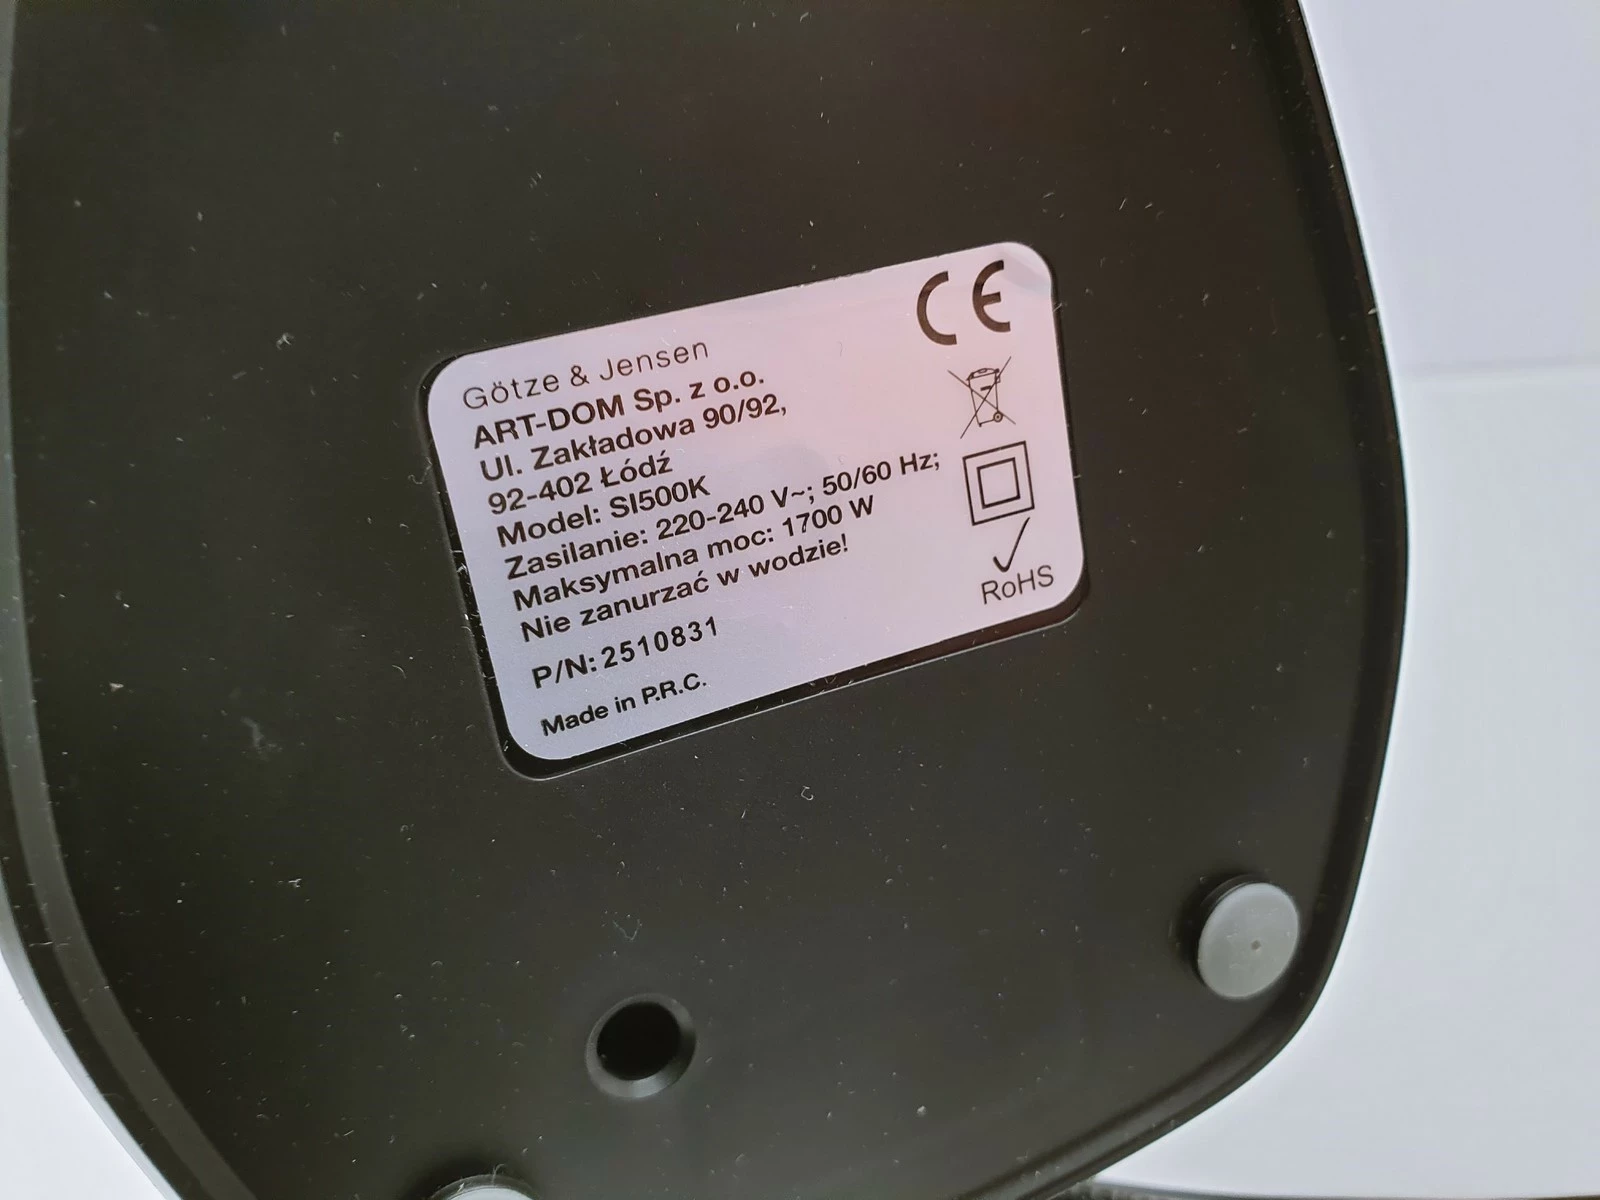 CE
Götze & Jensen
ART-DOM Sp. z o.o.
Ul. Zakładowa 90/92,
92-402 Łódź
Model: SI500K
Zasilanie: 220-240 V~; 50/60 Hz;
Maksymalna moc: 1700 W
Nie zanurzać w wodzie!
P/N: 2510831
Made in P.R.C.
RoHS